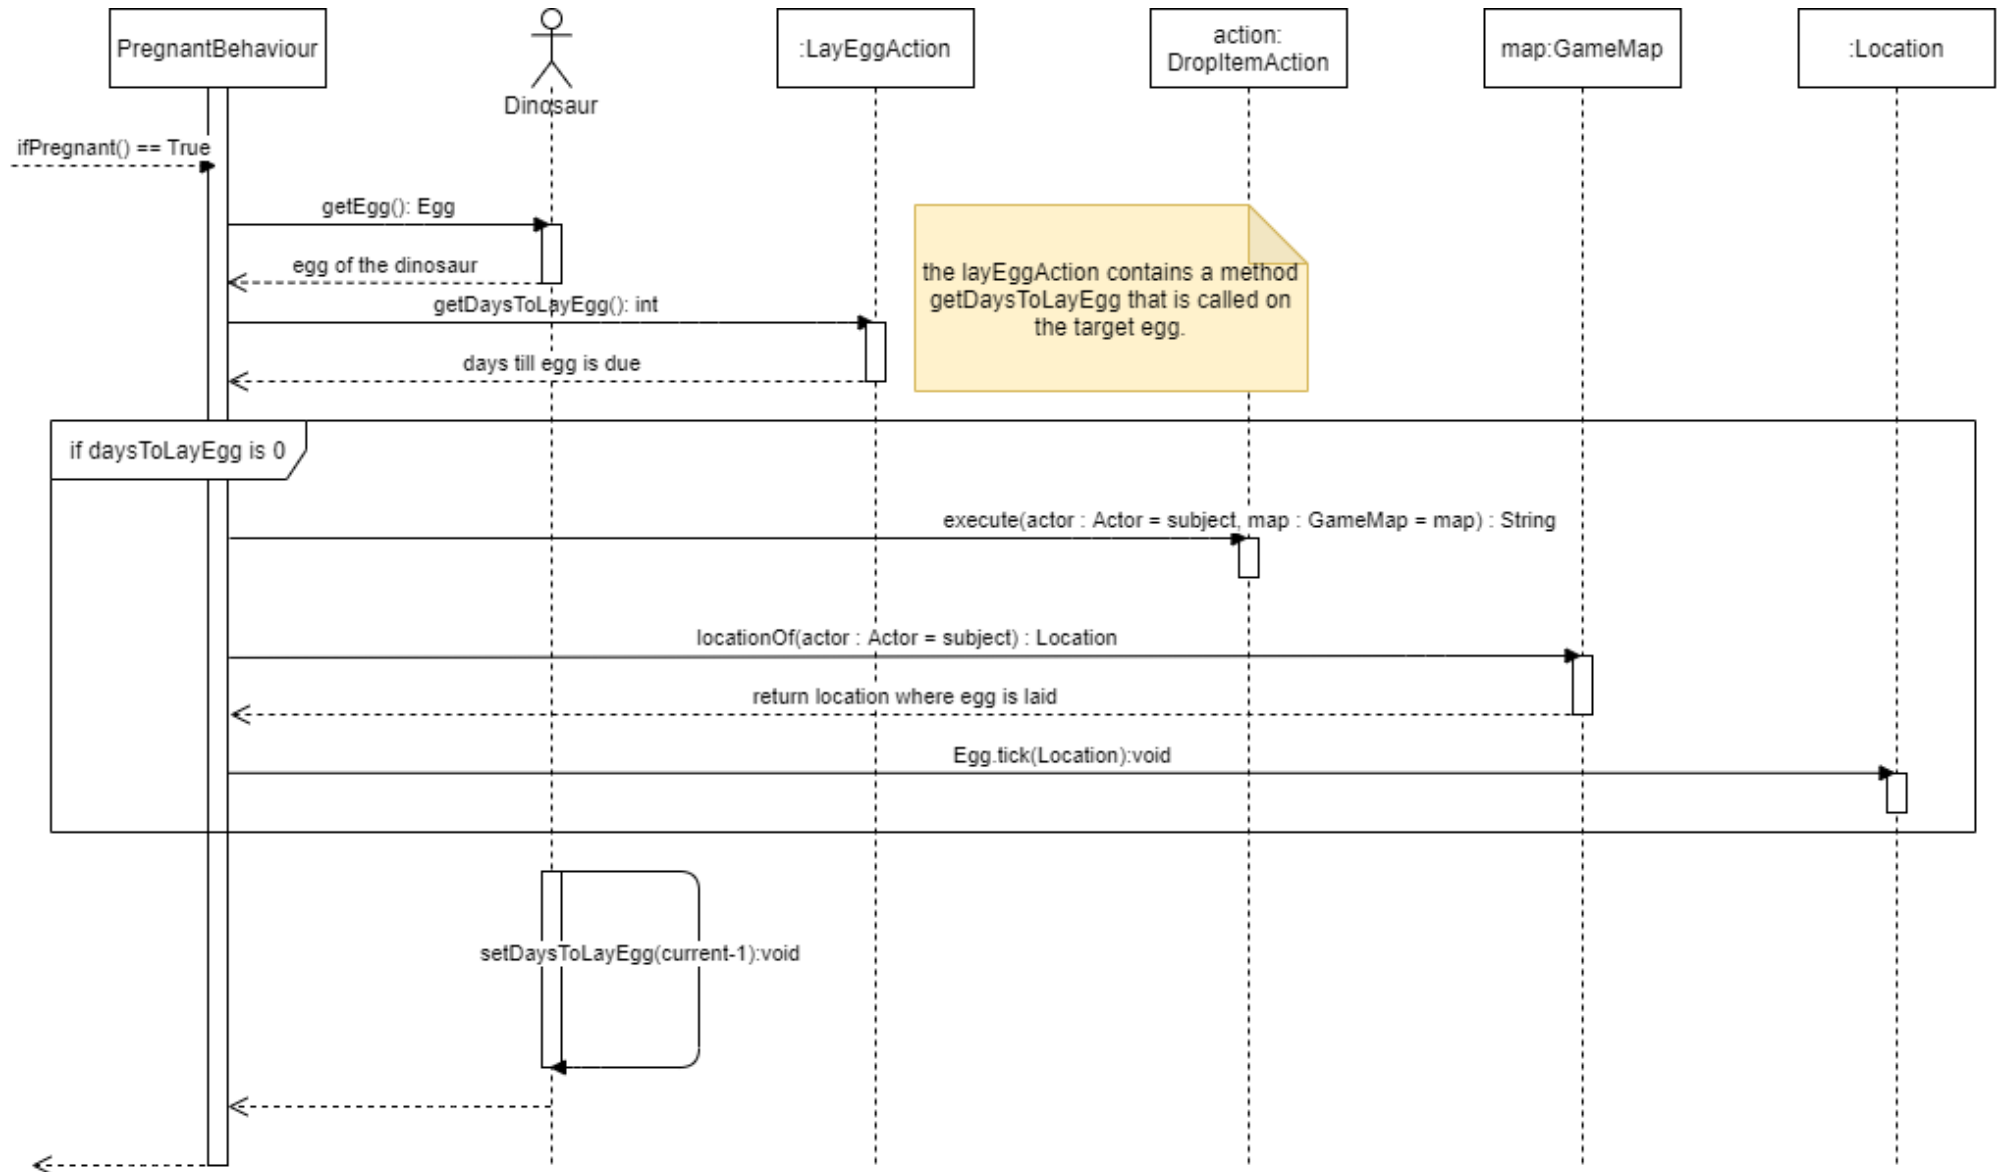 PregnantBehaviour
Dinosaur
:LayEggAction
action:
DropItemAction
map:GameMap
:Location
ifPregnant() == True
getEgg(): Egg
egg of the dinosaur
getDaysToLayEgg(): int
days till egg is due
the layEggAction contains a method
getDaysToLayEgg that is called on
the target egg.
if daysToLayEgg is 0
execute(actor : Actor = subject, map : GameMap = map) : String
locationOf(actor : Actor = subject) : Location
return location where egg is laid
Egg.tick(Location):void
setDaysToLayEgg(current-1):void